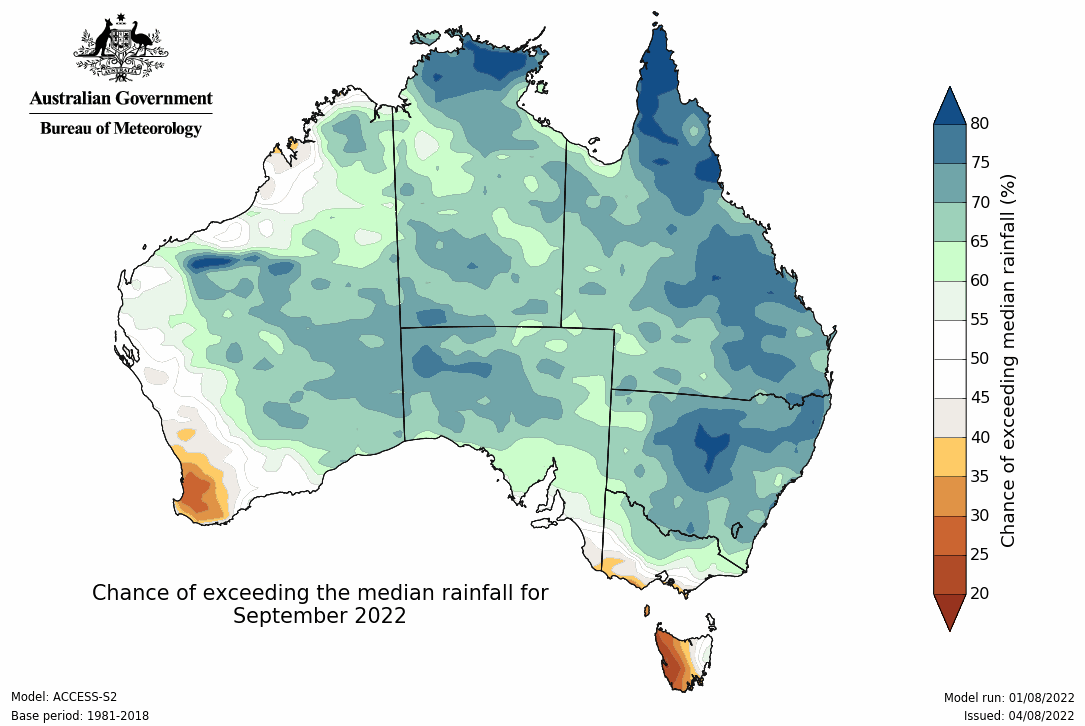 Australian Government
Bureau of Meteorology
80
75
70
65
60
55
50
45
40
35
30
25
20
Chance of exceeding median rainfall (%)
Chance of exceeding the median rainfall for
September 2022
Model: ACCESS-S2
Base period: 1981-2018
Model run: 01/08/2022
Issued: 04/08/2022